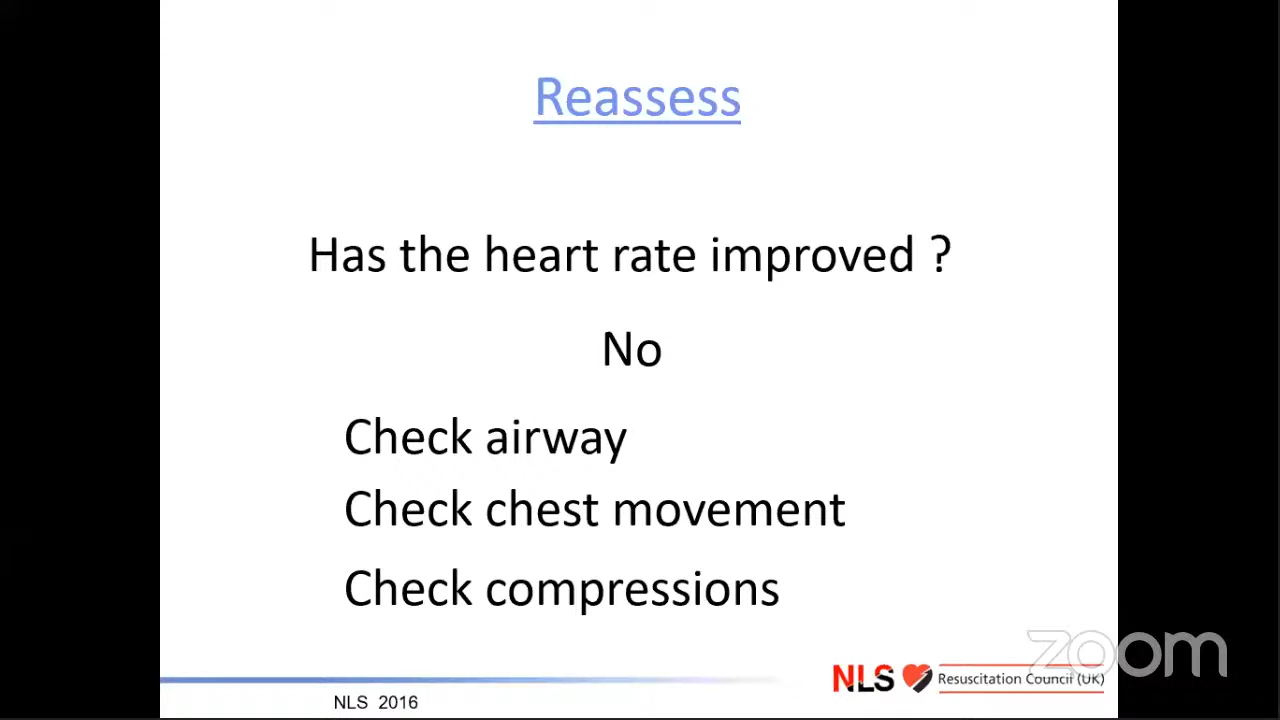 Reassess
Has the heart rate improved ?
No
Check airway
Check chest movement
Check compressions
zoom
NLS Resuscitation Council (UK)
NLS 2016